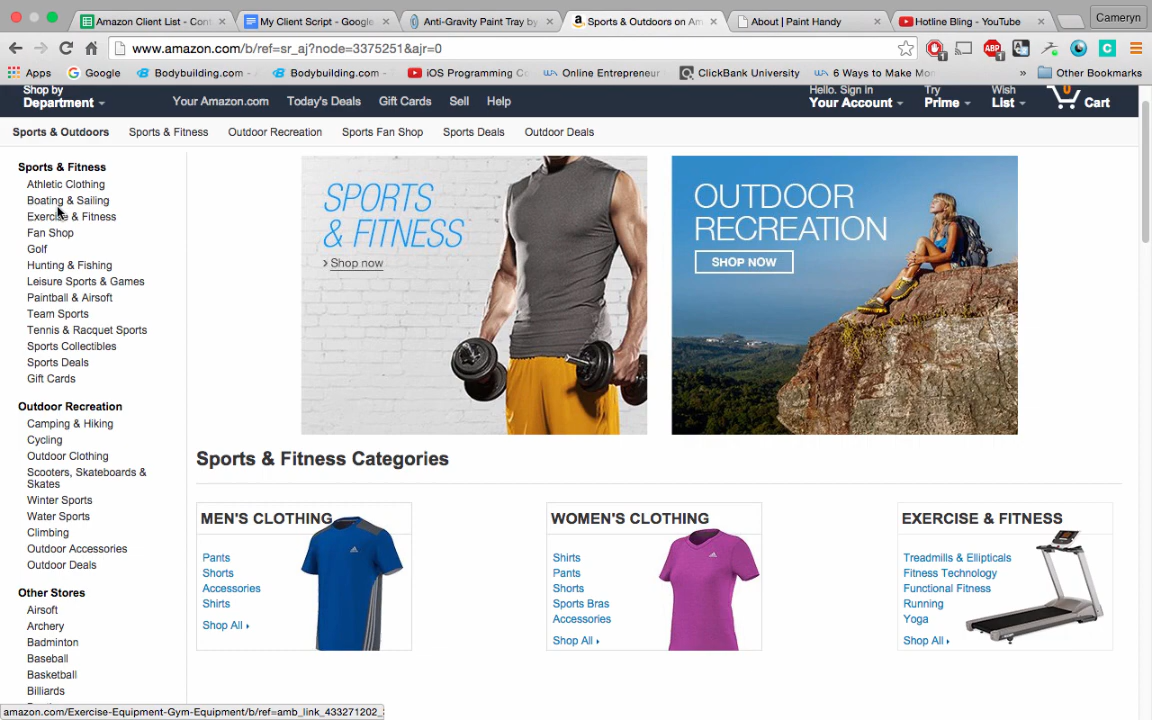 Amazon Client List - Cont
My Client Script - Google
Anti-Gravity Paint Tray by
Sports & Outdoors on Am
About | Paint Handy
Hotline Bling - YouTube
Cameryn
www.amazon.com/b/ref=sr_aj?node=3375251&ajr=0
Apps
Google
Bodybuilding.com -
Bodybuilding.com -
iOS Programming Co
Online Entrepreneur
ClickBank University
6 Ways to Make Mon
»
Other Bookmarks
Shop by
Department
Your Amazon.com
Today's Deals
Gift Cards
Sell
Help
Hello. Sign in
Your Account
Try
Prime
Wish
List
0
Cart
Sports & Outdoors
Sports & Fitness
Outdoor Recreation
Sports Fan Shop
Sports Deals
Outdoor Deals
Sports & Fitness
Athletic Clothing
Boating & Sailing
Exercise & Fitness
Fan Shop
Golf
Hunting & Fishing
Leisure Sports & Games
Paintball & Airsoft
Team Sports
Tennis & Racquet Sports
Sports Collectibles
Sports Deals
Gift Cards
Outdoor Recreation
Camping & Hiking
Cycling
Outdoor Clothing
Scooters, Skateboards &
Skates
Winter Sports
Water Sports
Climbing
Outdoor Accessories
Outdoor Deals
Other Stores
Airsoft
Archery
Badminton
Baseball
Basketball
Billiards
SPORTS
& FITNESS
› Shop now
OUTDOOR
RECREATION
SHOP NOW
Sports & Fitness Categories
MEN'S CLOTHING
Pants
Shorts
Accessories
Shirts
Shop All ›
WOMEN'S CLOTHING
Shirts
Pants
Shorts
Sports Bras
Accessories
Shop All ›
EXERCISE & FITNESS
Treadmills & Ellipticals
Fitness Technology
Functional Fitness
Running
Yoga
Shop All ›
amazon.com/Exercise-Equipment-Gym-Equipment/b/ref=amb_link_433271202_